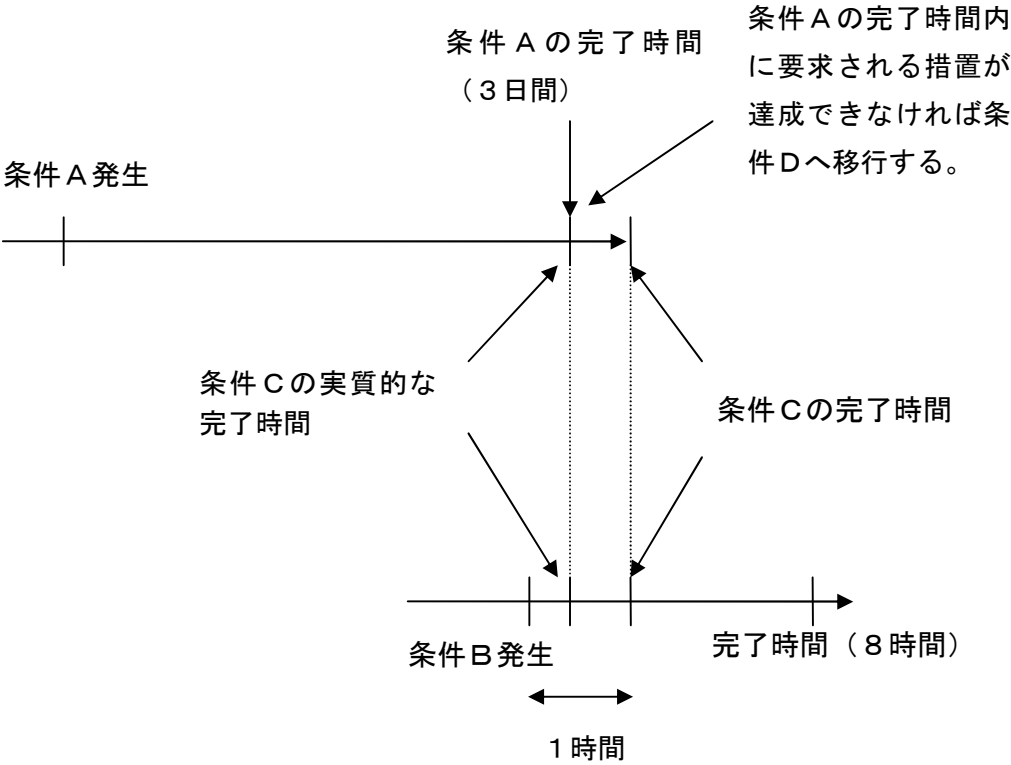 条件Aの完了時間
（3日間）
条件Aの完了時間内
に要求される措置が
達成できなければ条
件Dへ移行する。
条件A発生
条件Cの実質的な
完了時間
条件Cの完了時間
条件B発生
完了時間（8時間）
1時間